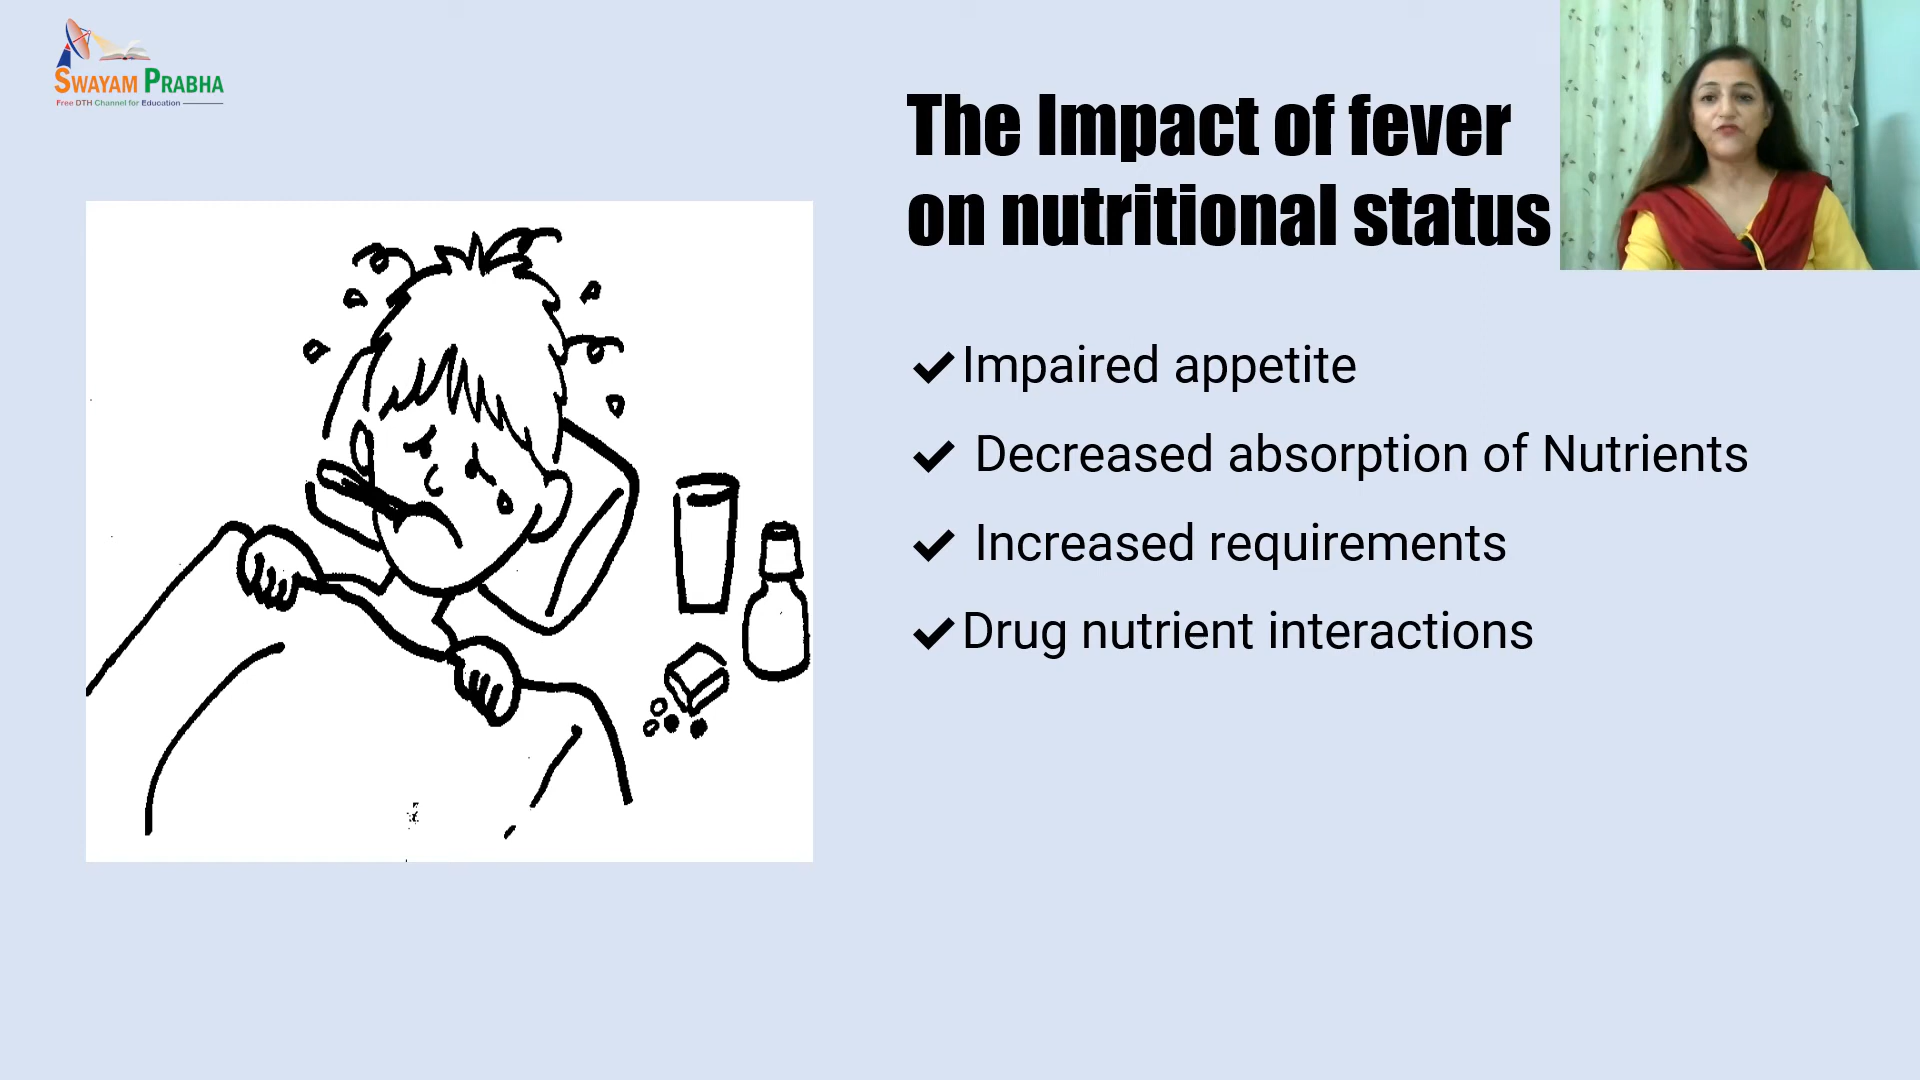 SWAYAM PRABHA
Free DTH Channel for Education
The Impact of fever
on nutritional status
Impaired appetite
Decreased absorption of Nutrients
Increased requirements
Drug nutrient interactions